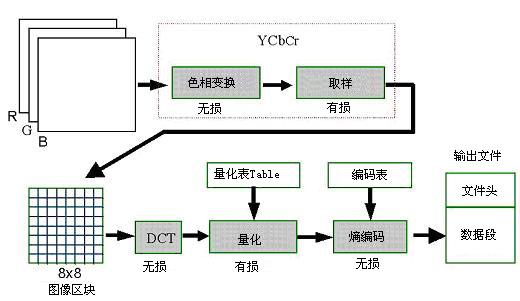 YCbCr
色相变换
取样
无损
有损
R
G
B
量化表Table
编码表
输出文件
文件头
数据段
DCT
量化
熵编码
无损
有损
无损
8x8
图像区块